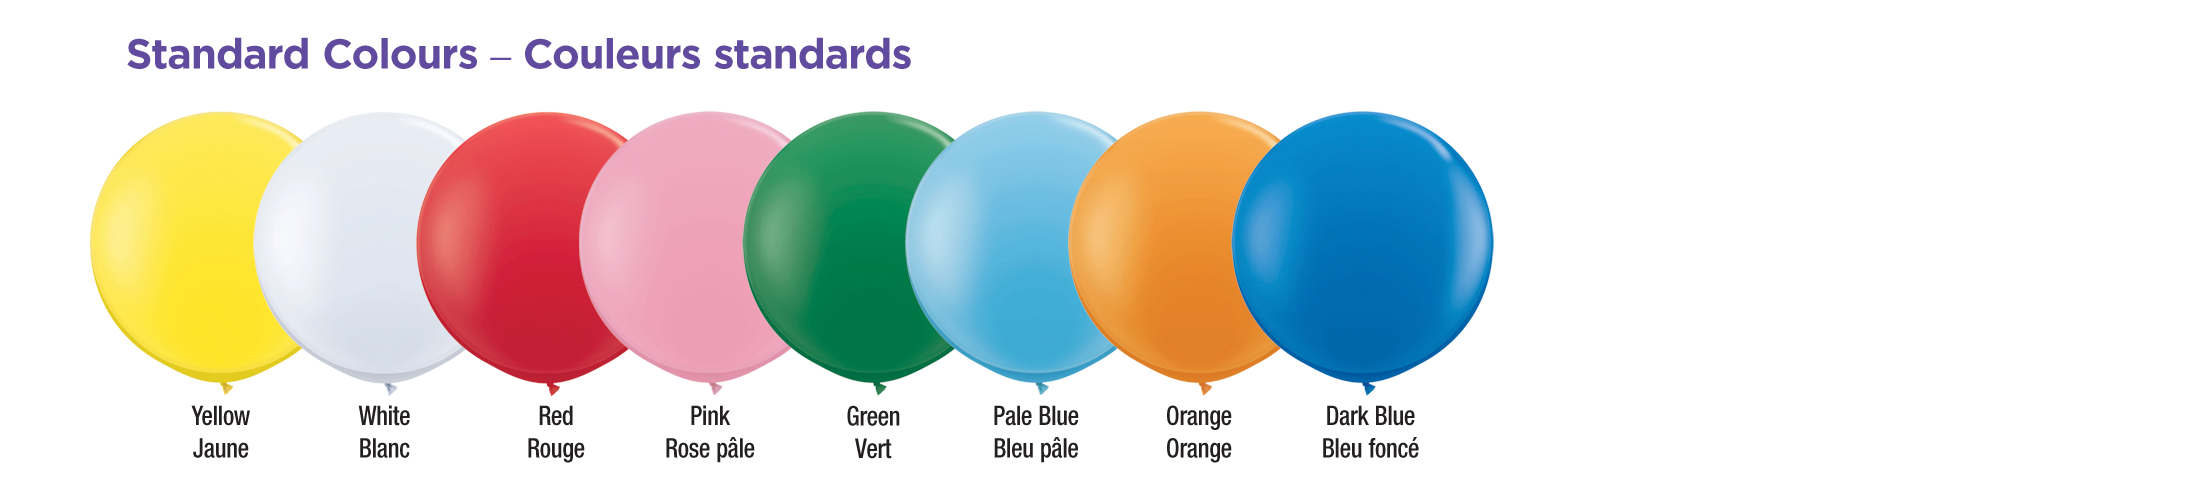 Standard Colours – Couleurs standards
Yellow
Jaune
White
Blanc
Red
Rouge
Pink
Rose pâle
Green
Vert
Pale Blue
Bleu pâle
Orange
Orange
Dark Blue
Bleu foncé